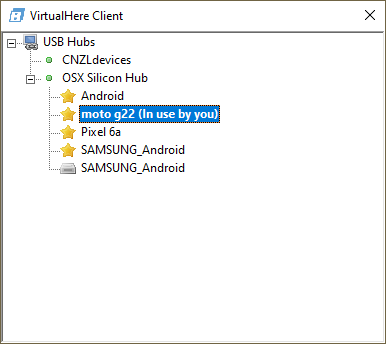 VirtualHere Client
USB Hubs
CNZLdevices
OSX Silicon Hub
Android
moto g22 (In use by you)
Pixel 6a
SAMSUNG_Android
SAMSUNG_Android